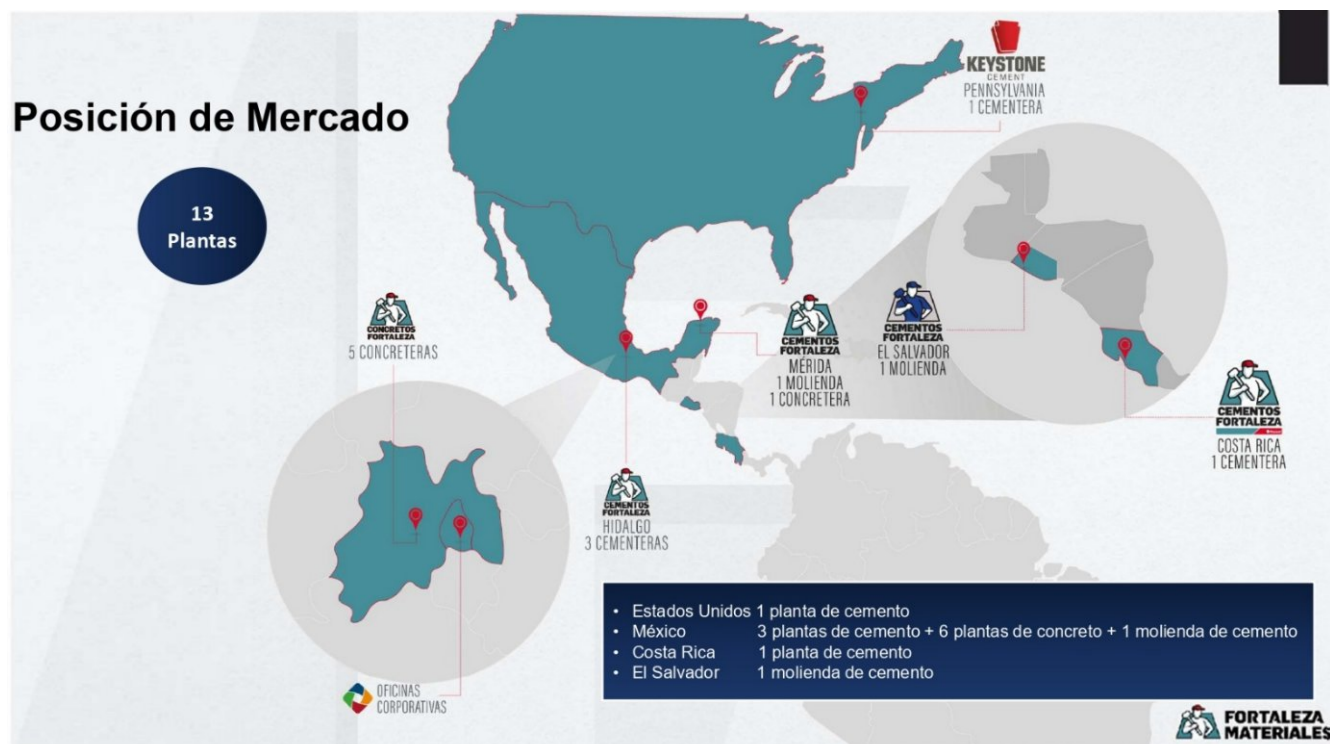 Posición de Mercado
13
Plantas
KEYSTONE
CEMENT
PENNSYLVANIA
1 CEMENTERA
CONCRETOS
FORTALEZA
5 CONCRETERAS
CEMENTOS
FORTALEZA
MÉRIDA
1 MOLIENDA
1 CONCRETERA
CEMENTOS
FORTALEZA
EL SALVADOR
1 MOLIENDA
CEMENTOS
FORTALEZA
COSTA RICA
1 CEMENTERA
CEMENTOS
FORTALEZA
HIDALGO
3 CEMENTERAS
OFICINAS
CORPORATIVAS
• Estados Unidos 1 planta de cemento
• México 3 plantas de cemento + 6 plantas de concreto + 1 molienda de cemento
• Costa Rica 1 planta de cemento
• El Salvador 1 molienda de cemento
FORTALEZA
MATERIALES